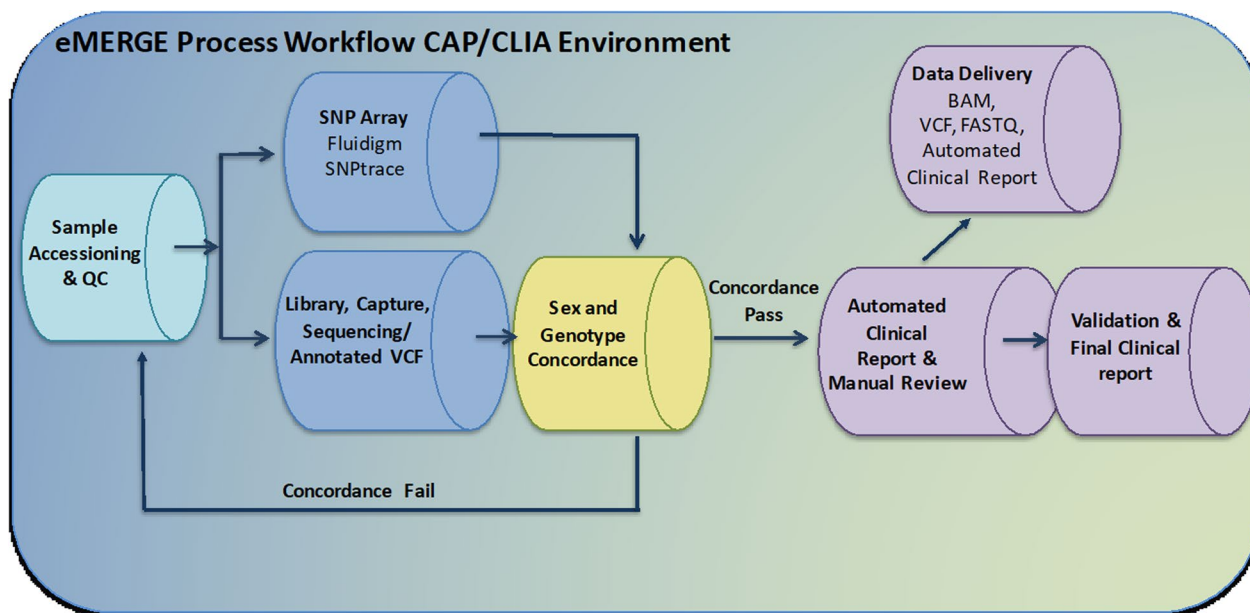 eMERGE Process Workflow CAP/CLIA Environment
Sample
Accessioning
& QC
SNP Array
Fluidigm
SNPtrace
Library, Capture,
Sequencing/
Annotated VCF
Sex and
Genotype
Concordance
Concordance Fail
Concordance
Pass
Automated
Clinical
Report & 
Manual Review
Data Delivery
BAM,
VCF, FASTQ,
Automated
Clinical Report
Validation &
Final Clinical
report